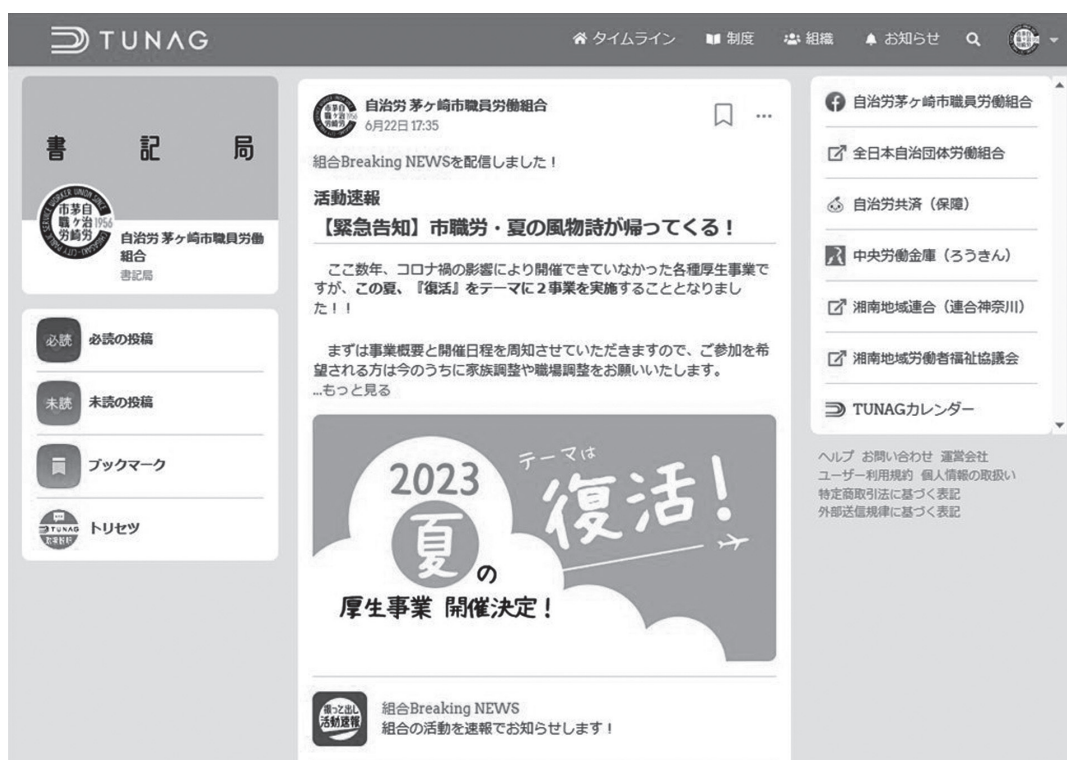 TUNAG
タイムライン 制度 組織 お知らせ
書記局
自治労 茅ヶ崎市職員労働
組合
書記局
必読 必読の投稿
未読 未読の投稿
ブックマーク
トリセツ
自治労 茅ヶ崎市職員労働組合
6月22日 17:35
組合Breaking NEWSを配信しました!
活動速報
【緊急告知】市職労・夏の風物詩が帰ってくる!
ここ数年、コロナ禍の影響により開催できていなかった各種厚生事業で
すが、この夏、『復活』をテーマに2事業を実施することとなりまし
た!!
まずは事業概要と開催日程を周知させていただきますので、ご参加を希
望される方は今のうちに家族調整や職場調整をお願いいたします。
...もっと見る
2023
夏の
厚生事業 開催決定!
テーマは
復活!
組合Breaking NEWS
組合の活動を速報でお知らせします!
自治労茅ヶ崎市職員労働組合
全日本自治団体労働組合
自治労共済(保障)
中央労働金庫(ろうきん)
湘南地域連合(連合神奈川)
湘南地域労働者福祉協議会
TUNAGカレンダー
ヘルプ お問い合わせ 運営会社
ユーザー利用規約 個人情報の取扱い
特定商取引法に基づく表記
外部送信規律に基づく表記